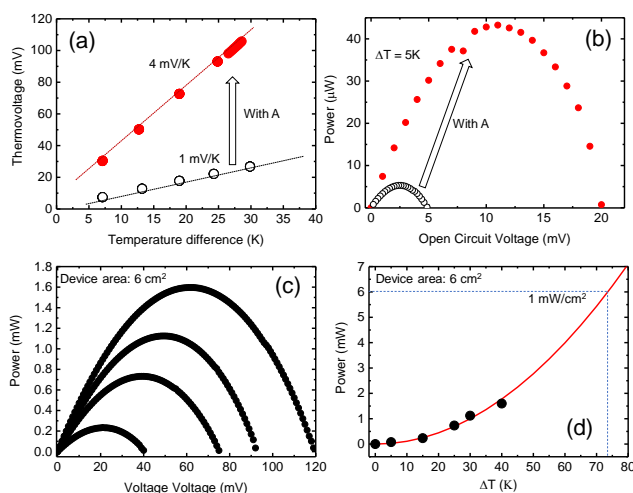 (a)
Thermovoltage (mV)
120
100
80
60
40
20
0
4 mV/K
With A
1 mV/K
0 5 10 15 20 25 30 35 40
Temperature difference (K)
(b)
ΔT = 5K
Power (μW)
40
30
20
10
0
With A
0 5 10 15 20
Open Circuit Voltage (mV)
Device area: 6 cm²
(c)
Power (mW)
1.8
1.6
1.4
1.2
1.0
0.8
0.6
0.4
0.2
0.0
0 20 40 60 80 100 120
Voltage Voltage (mV)
Device area: 6 cm²
1 mW/cm²
(d)
Power (mW)
7
6
5
4
3
2
1
0
0 10 20 30 40 50 60 70 80
ΔT (K)